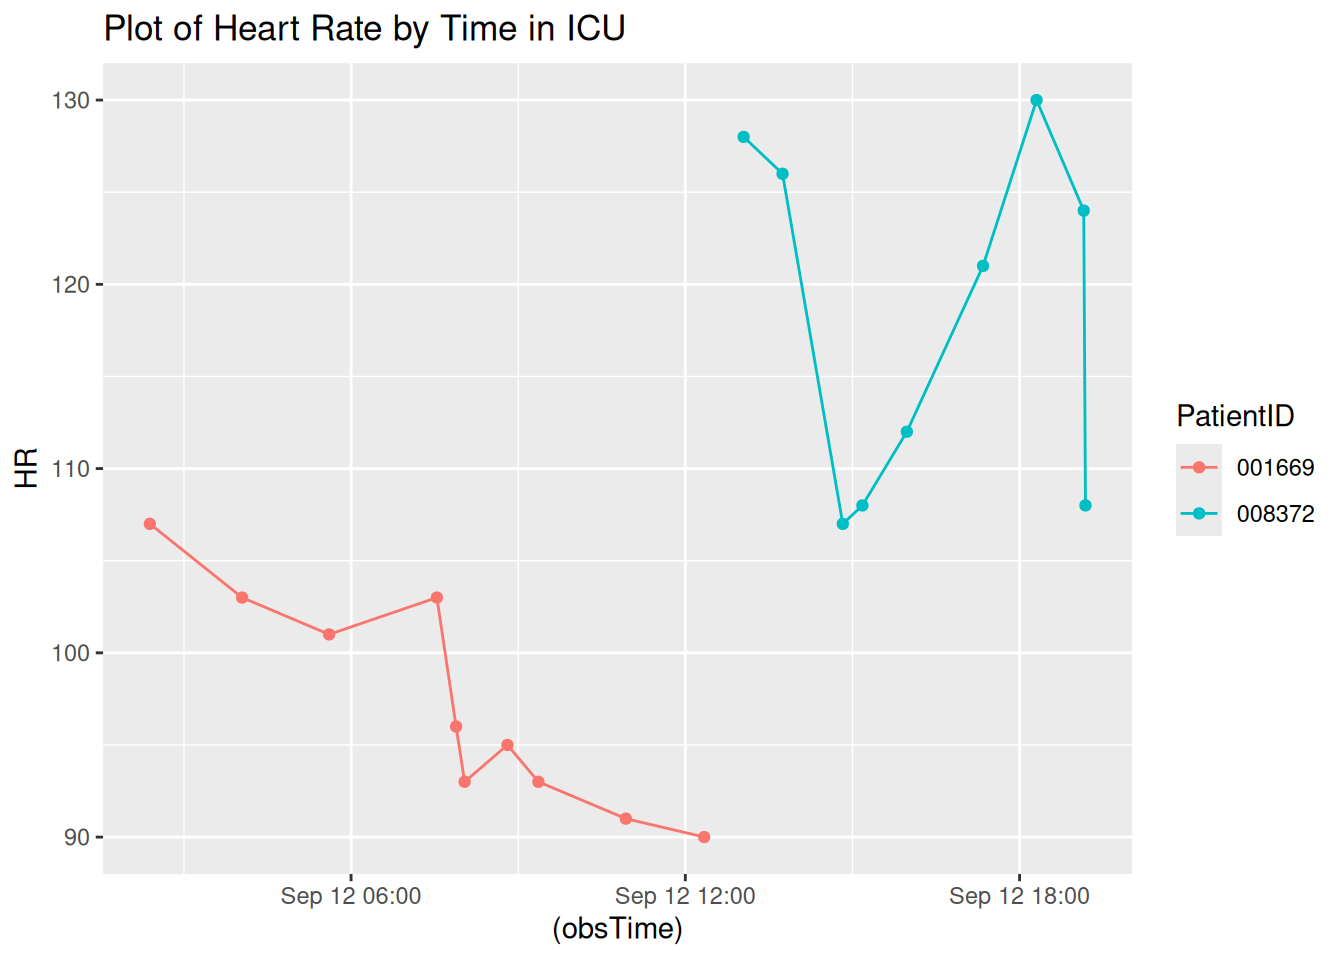 Plot of Heart Rate by Time in ICU
130
120
110
100
90
HR
Sep 12 06:00
Sep 12 12:00
Sep 12 18:00
(obsTime)
PatientID
001669
008372